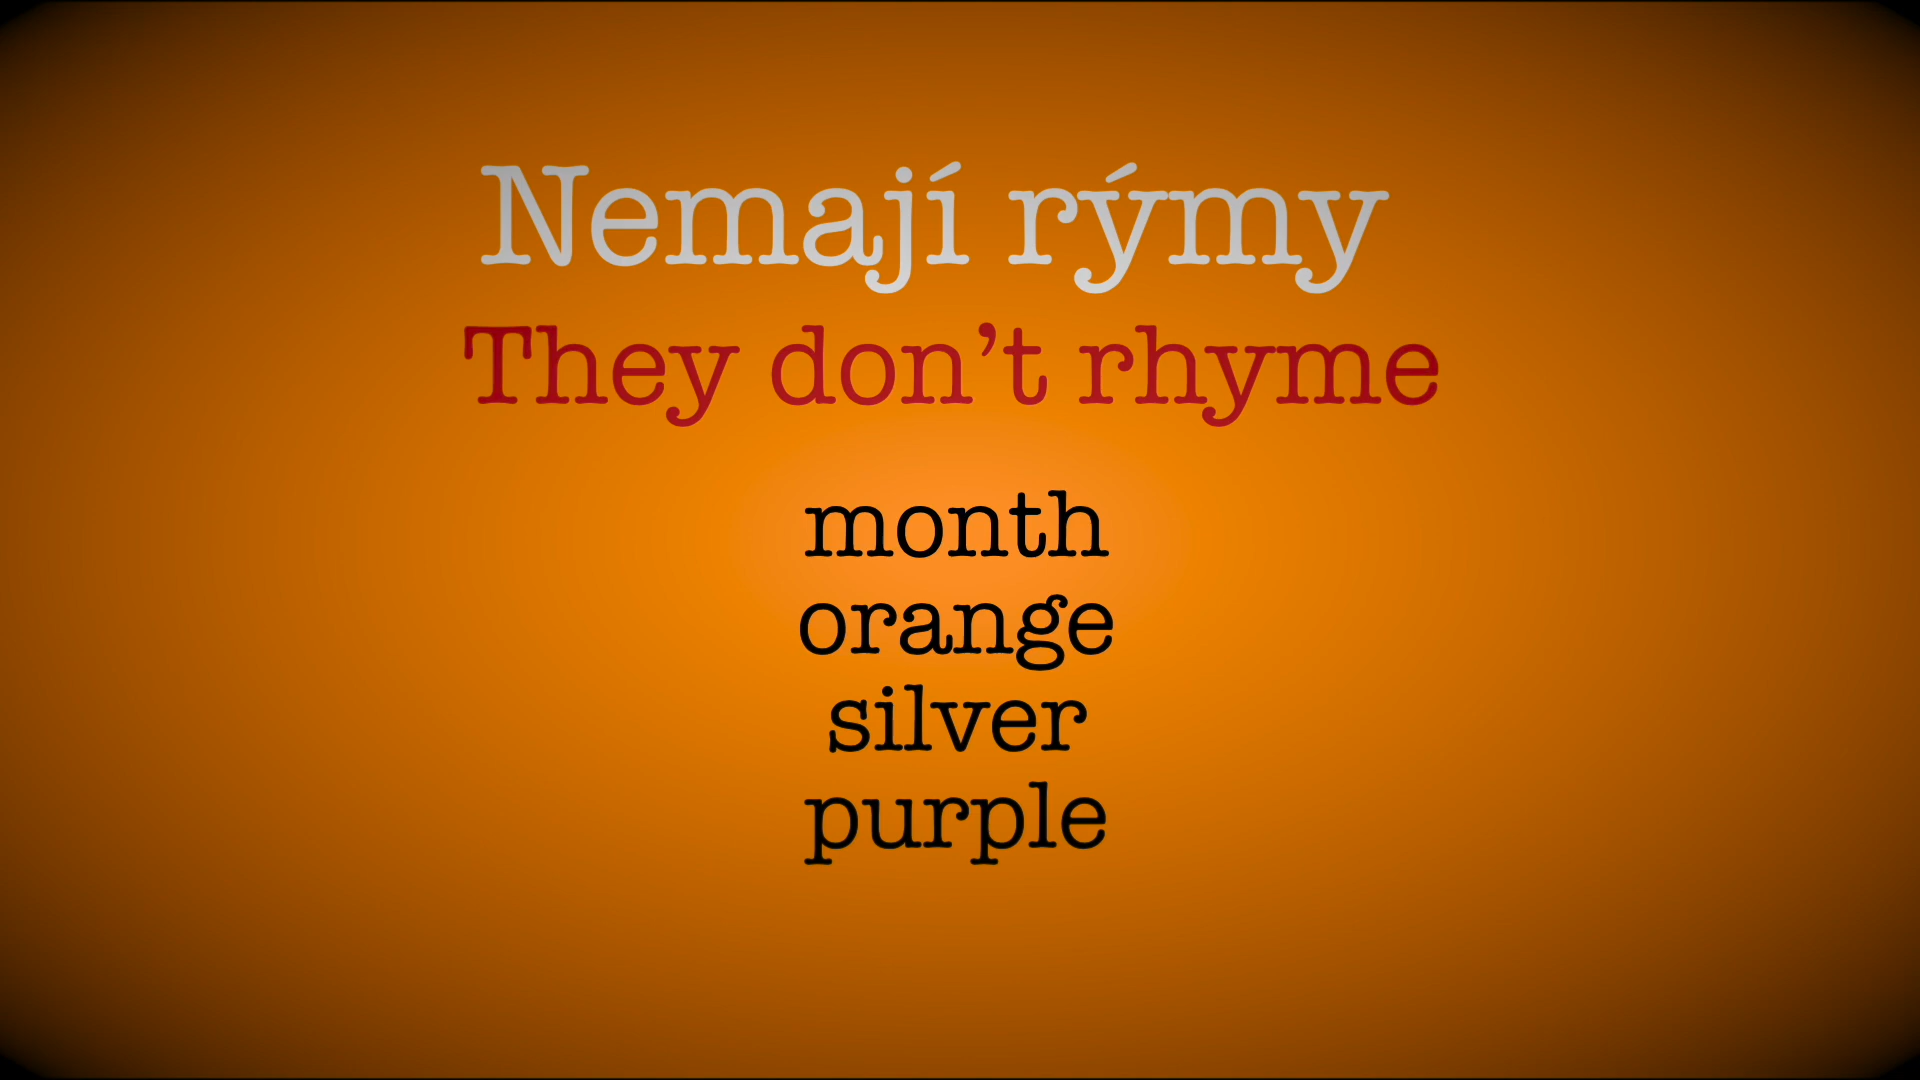 Nemají rýmy
They don’t rhyme
month
orange
silver
purple